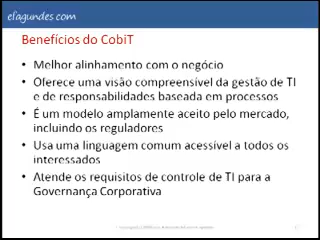 efagundes.com
Benefícios do CobiT
• Melhor alinhamento com o negócio
• Oferece uma visão compreensível da gestão de TI
e de responsabilidades baseada em processos
• É um modelo amplamente aceito pelo mercado,
incluindo os reguladores
• Usa uma linguagem comum acessível a todos os
interessados
• Atende os requisitos de controle de TI para a
Governança Corporativa